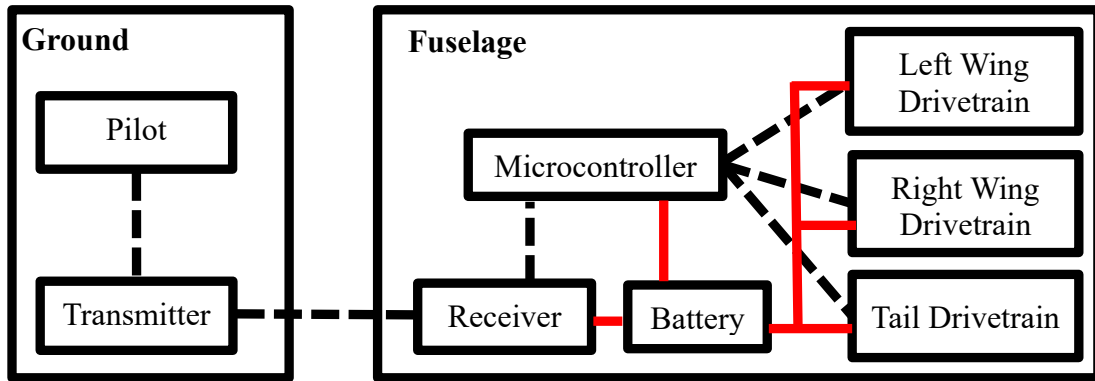 Ground
Pilot
Transmitter
Fuselage
Microcontroller
Receiver
Battery
Left Wing
Drivetrain
Right Wing
Drivetrain
Tail Drivetrain